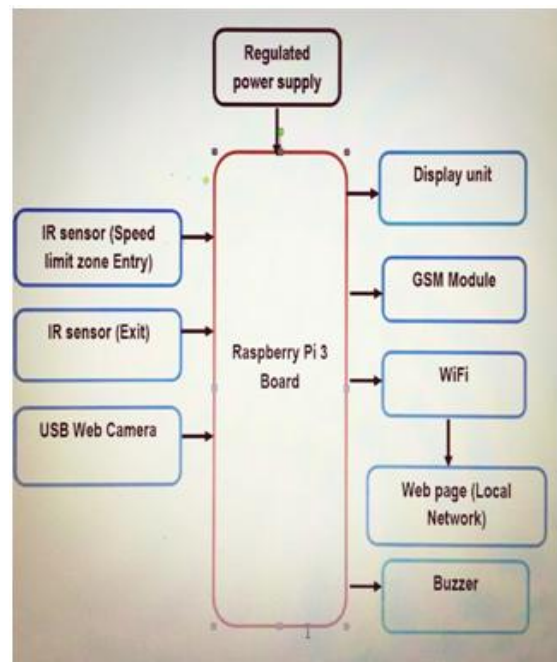 Regulated
power supply
Display unit
IR sensor (Speed
limit zone Entry)
GSM Module
IR sensor (Exit)
Raspberry Pi 3
Board
WiFi
USB Web Camera
Web page (Local
Network)
Buzzer